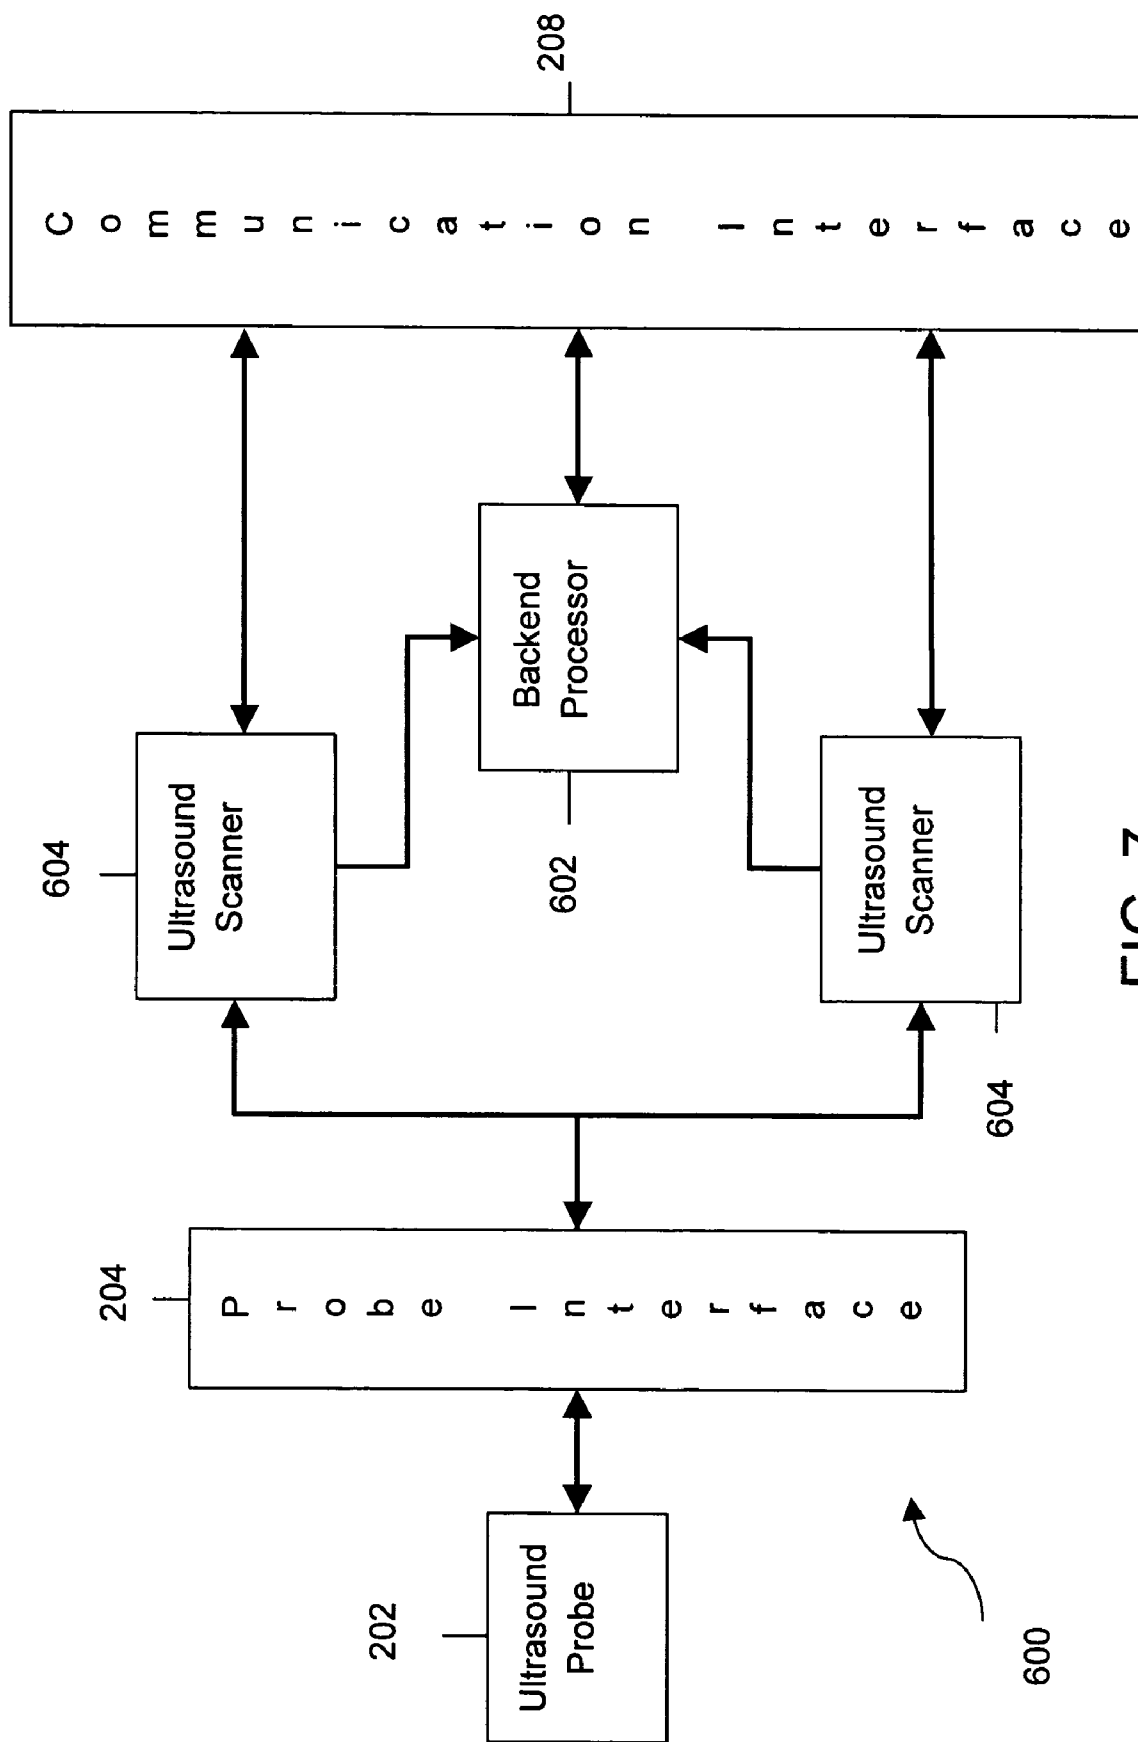 202
Ultrasound
Probe
204
Probe Interface
604
Ultrasound
Scanner
602
Backend
Processor
604
Ultrasound
Scanner
208
Communication Interface
600